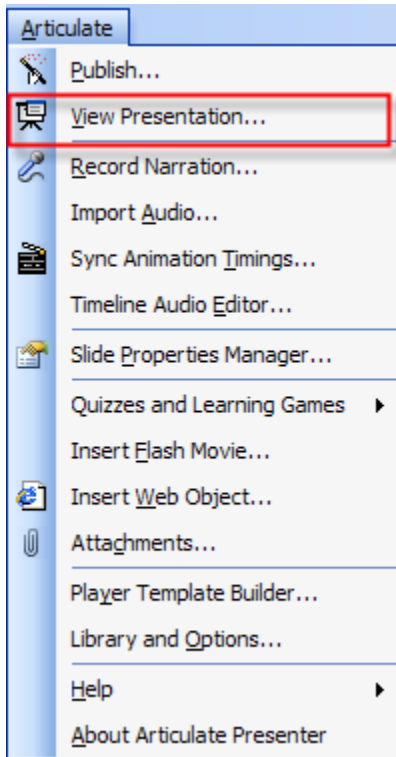 Articulate
Publish...
View Presentation...
Record Narration...
Import Audio...
Sync Animation Timings...
Timeline Audio Editor...
Slide Properties Manager...
Quizzes and Learning Games
Insert Flash Movie...
Insert Web Object...
Attachments...
Player Template Builder...
Library and Options...
Help
About Articulate Presenter